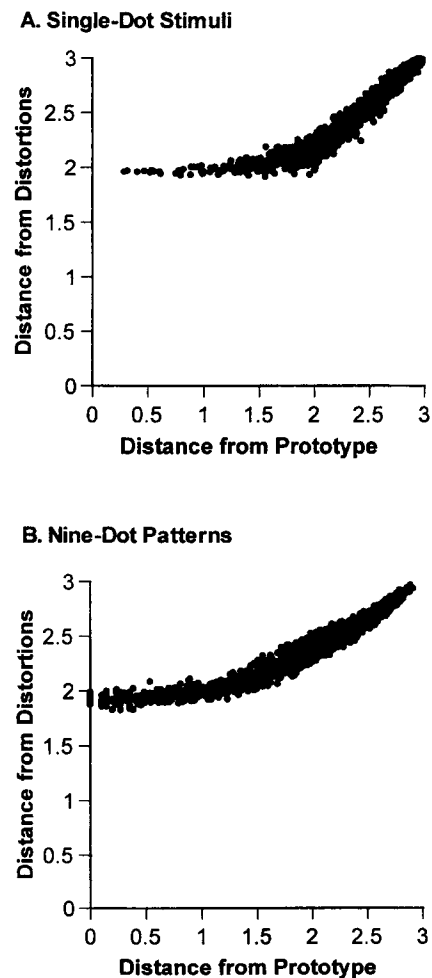 A. Single-Dot Stimuli
Distance from Distortions
3
2.5
2
1.5
1
0.5
0
0 0.5 1 1.5 2 2.5 3
Distance from Prototype
B. Nine-Dot Patterns
Distance from Distortions
3
2.5
2
1.5
1
0.5
0
0 0.5 1 1.5 2 2.5 3
Distance from Prototype